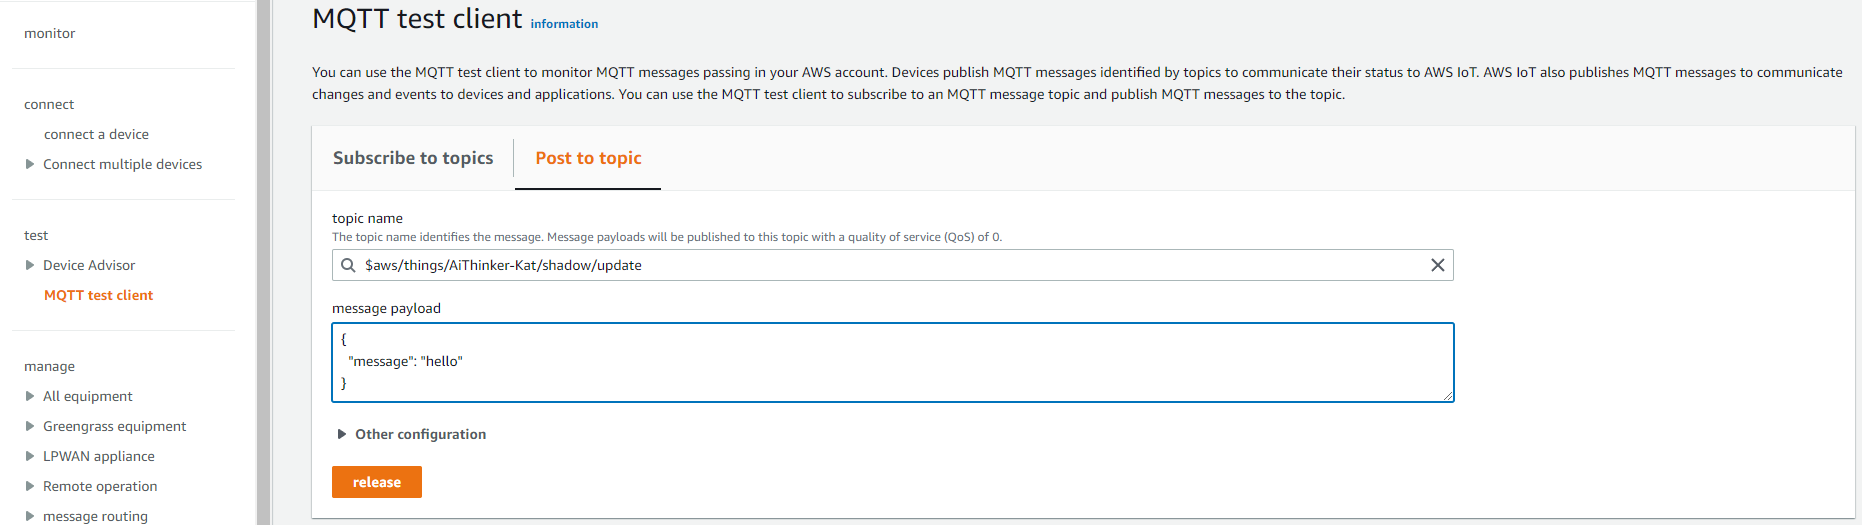 monitor
connect
connect a device
Connect multiple devices
test
Device Advisor
MQTT test client
manage
All equipment
Greengrass equipment
LPWAN appliance
Remote operation
message routing
MQTT test client information
You can use the MQTT test client to monitor MQTT messages passing in your AWS account. Devices publish MQTT messages identified by topics to communicate their status to AWS IoT. AWS IoT also publishes MQTT messages to communicate
changes and events to devices and applications. You can use the MQTT test client to subscribe to an MQTT message topic and publish MQTT messages to the topic.
Subscribe to topics
Post to topic
topic name
The topic name identifies the message. Message payloads will be published to this topic with a quality of service (QoS) of 0.
$aws/things/AiThinker-Kat/shadow/update
message payload
{
"message": "hello"
}
Other configuration
release